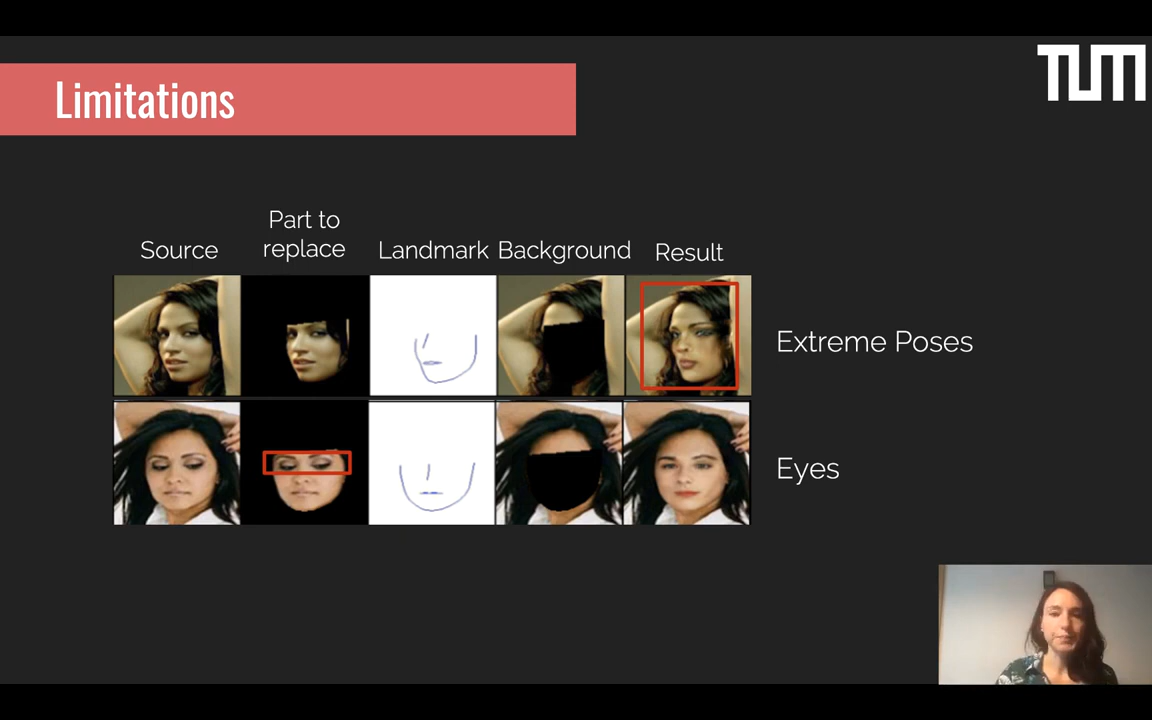 Limitations
TUM
Source
Part to
replace
Landmark
Background
Result
Extreme Poses
Eyes